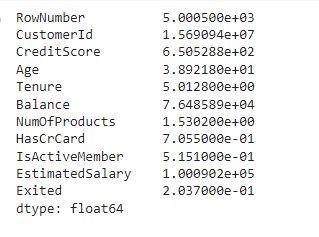 RowNumber 5.000500e+03
CustomerId 1.569094e+07
CreditScore 6.505288e+02
Age 3.892180e+01
Tenure 5.012800e+00
Balance 7.648589e+04
NumOfProducts 1.530200e+00
HasCrCard 7.055000e-01
IsActiveMember 5.151000e-01
EstimatedSalary 1.000902e+05
Exited 2.037000e-01
dtype: float64